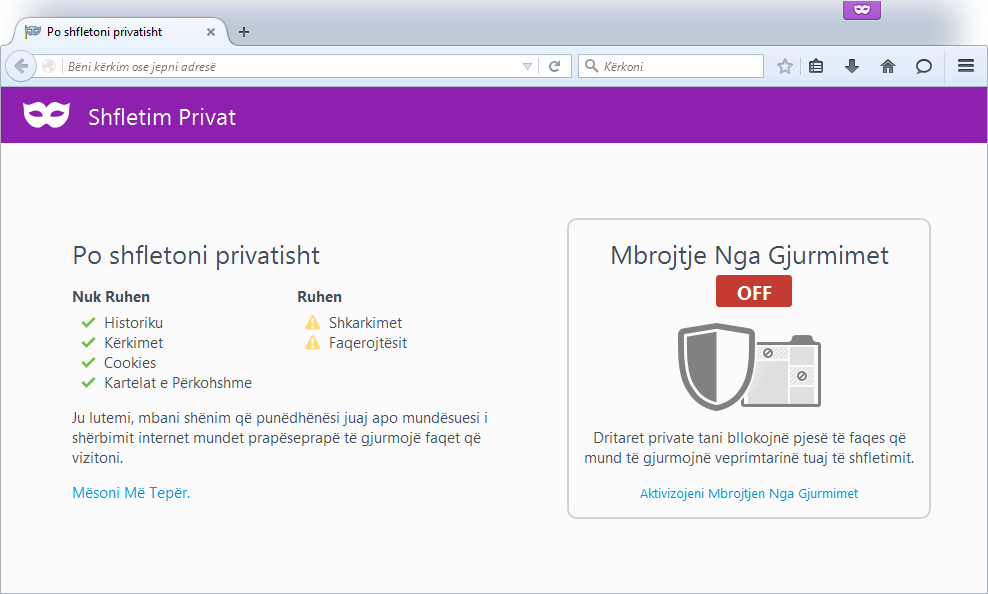 Po shfletoni privatisht
Bëni kërkim ose jepni adresë
Kërkoni
Shfletim Privat
Po shfletoni privatisht
Nuk Ruhen
Historiku
Kërkimet
Cookies
Kartelat e Përkohshme
Ruhen
Shkarkimet
Faqerojtësit
Ju lutemi, mbani shënim që punëdhënësi juaj apo mundësuesi i
shërbimit internet mundet prapëseprapë të gjurmojë faqet që
vizitoni.
Mësoni Më Tepër.
Mbrojtje Nga Gjurmimet
OFF
Dritaret private tani bllokojnë pjesë të faqes që
mund të gjurmojnë veprimtarinë tuaj të shfletimit.
Aktivizojeni Mbrojtjen Nga Gjurmimet